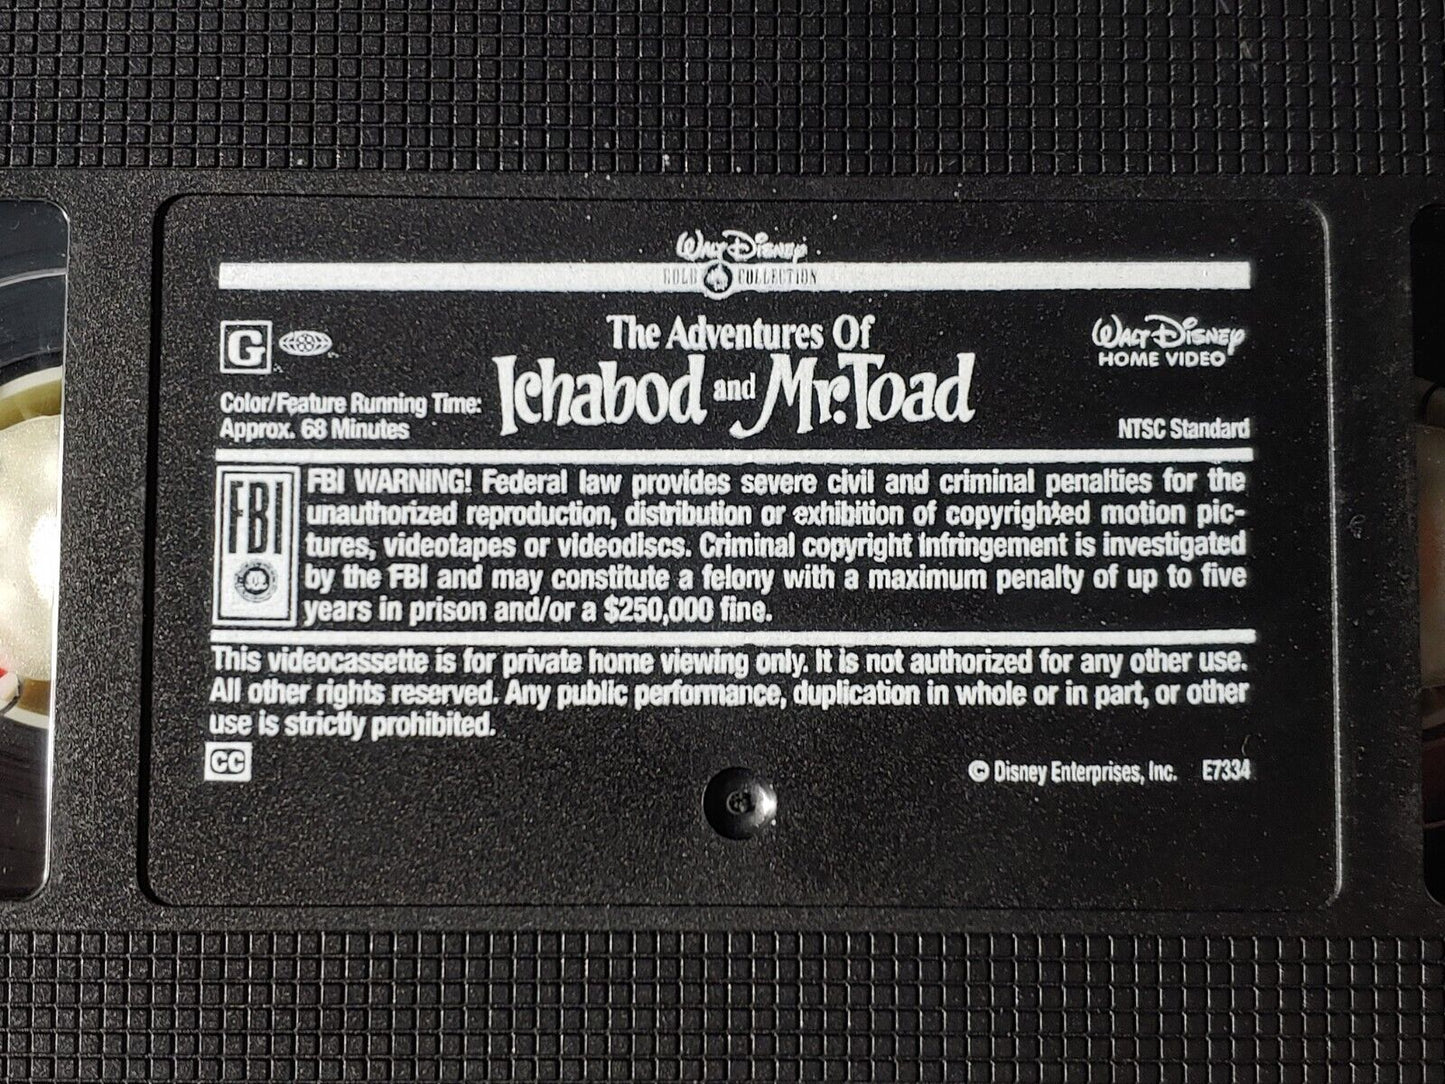 WALT DISNEY
GOLD COLLECTION
G
The Adventures Of
Ichabod and Mr. Toad
WALT DISNEY
HOME VIDEO
Color/Feature Running Time:
Approx. 68 Minutes
NTSC Standard
FBI
FBI WARNING! Federal law provides severe civil and criminal penalties for the
unauthorized reproduction, distribution or exhibition of copyrighted motion pic-
tures, videotapes or videodiscs. Criminal copyright infringement is investigated
by the FBI and may constitute a felony with a maximum penalty of up to five
years in prison and/or a $250,000 fine.
This videocassette is for private home viewing only. It is not authorized for any other use.
All other rights reserved. Any public performance, duplication in whole or in part, or other
use is strictly prohibited.
CC
© Disney Enterprises, Inc. E7334